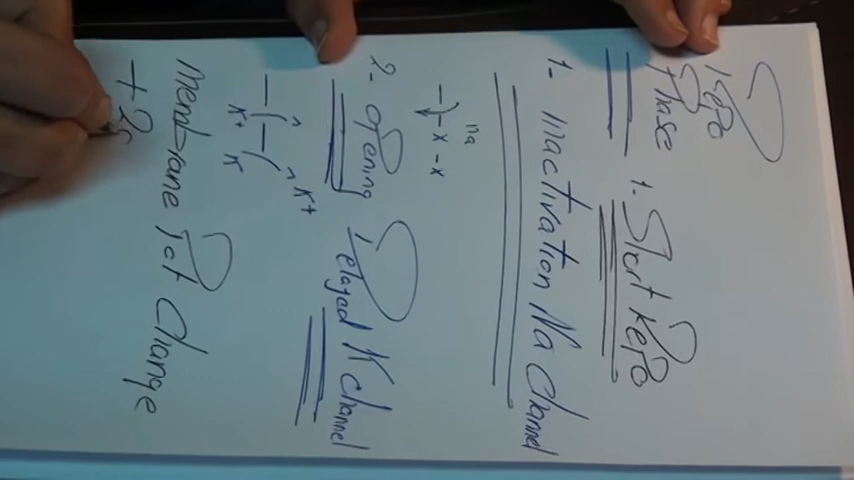 Repo
Phase
1- Start Repo
1- Inactivation Na Channel
Na
x - x
2- opening Delayed K channel
K+ K K+
Membrane Pot Change